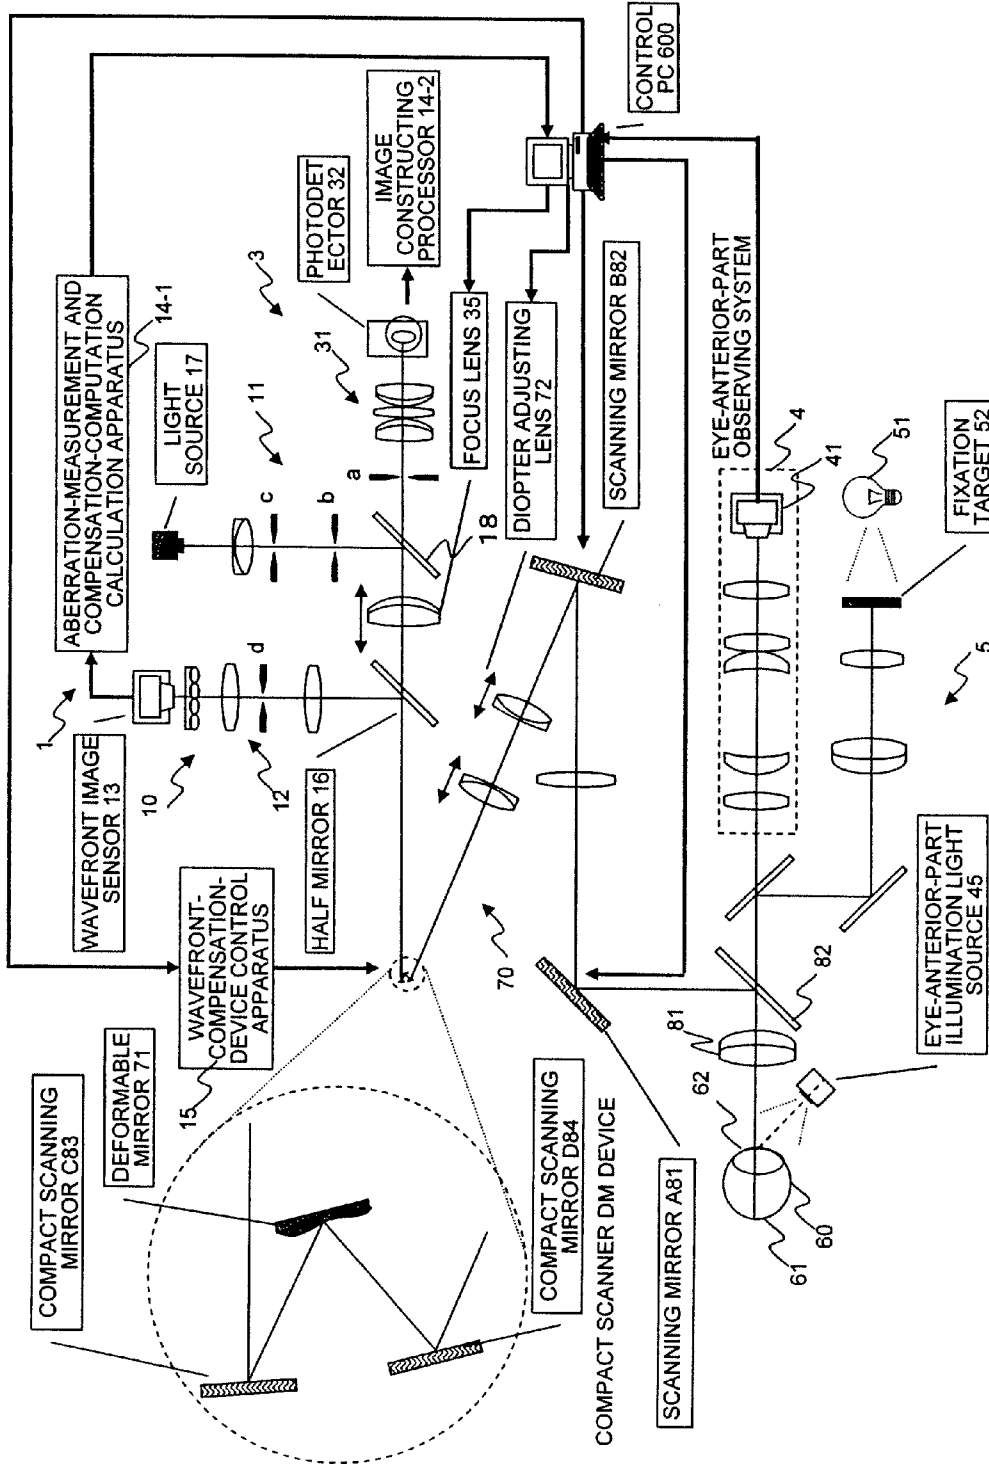 ABERRATION-MEASUREMENT AND
COMPENSATION-COMPUTATION
CALCULATION APPARATUS
14-1
LIGHT
SOURCE 17
11
3
PHOTODET
ECTOR 32
IMAGE
CONSTRUCTING
PROCESSOR 14-2
CONTROL
PC 600
1
WAVEFRONT IMAGE
SENSOR 13
10
12
d
c
b
a
31
HALF MIRROR 16
18
FOCUS LENS 35
DIOPTER ADJUSTING
LENS 72
SCANNING MIRROR B82
WAVEFRONT-
COMPENSATION-
DEVICE CONTROL
APPARATUS
15
DEFORMABLE
MIRROR 71
COMPACT SCANNING
MIRROR C83
COMPACT SCANNING
MIRROR D84
COMPACT SCANNER DM DEVICE
SCANNING MIRROR A81
70
EYE-ANTERIOR-PART
OBSERVING SYSTEM
4
41
51
FIXATION
TARGET 52
5
EYE-ANTERIOR-PART
ILLUMINATION LIGHT
SOURCE 45
82
81
62
61
60